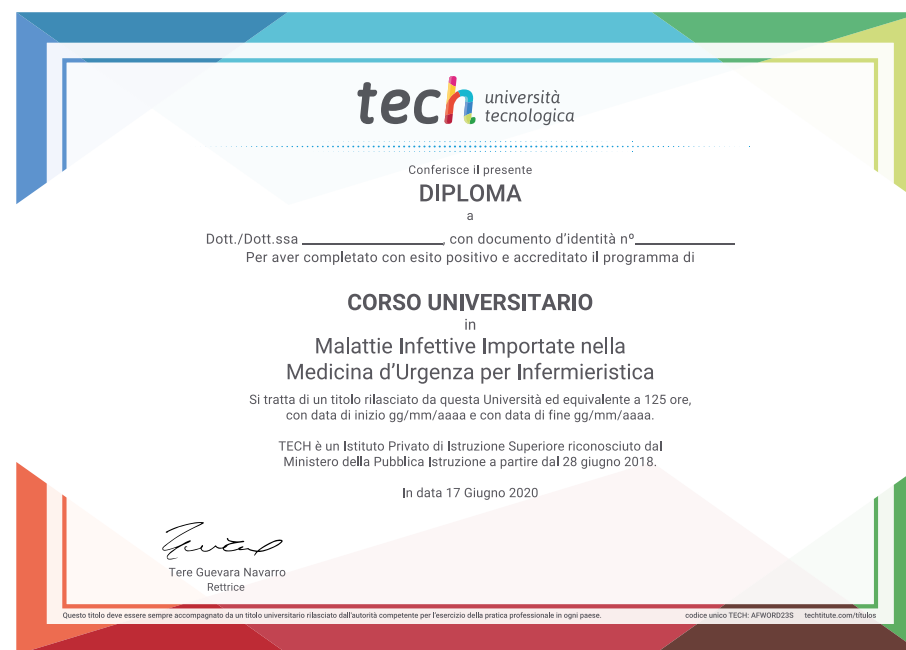 tech università
tecnologica
Conferisce il presente
DIPLOMA
a
Dott./Dott.ssa ____________________, con documento d'identità nº______________
Per aver completato con esito positivo e accreditato il programma di
CORSO UNIVERSITARIO
in
Malattie Infettive Importate nella
Medicina d'Urgenza per Infermieristica
Si tratta di un titolo rilasciato da questa Università ed equivalente a 125 ore,
con data di inizio gg/mm/aaaa e con data di fine gg/mm/aaaa.
TECH è un Istituto Privato di Istruzione Superiore riconosciuto dal
Ministero della Pubblica Istruzione a partire dal 28 giugno 2018.
In data 17 Giugno 2020
Tere Guevara Navarro
Rettrice
Questo titolo deve essere sempre accompagnato da un titolo universitario rilasciato dall'autorità competente per l'esercizio della pratica professionale in ogni paese. codice unico TECH: AFWORD23S techtitute.com/titulos